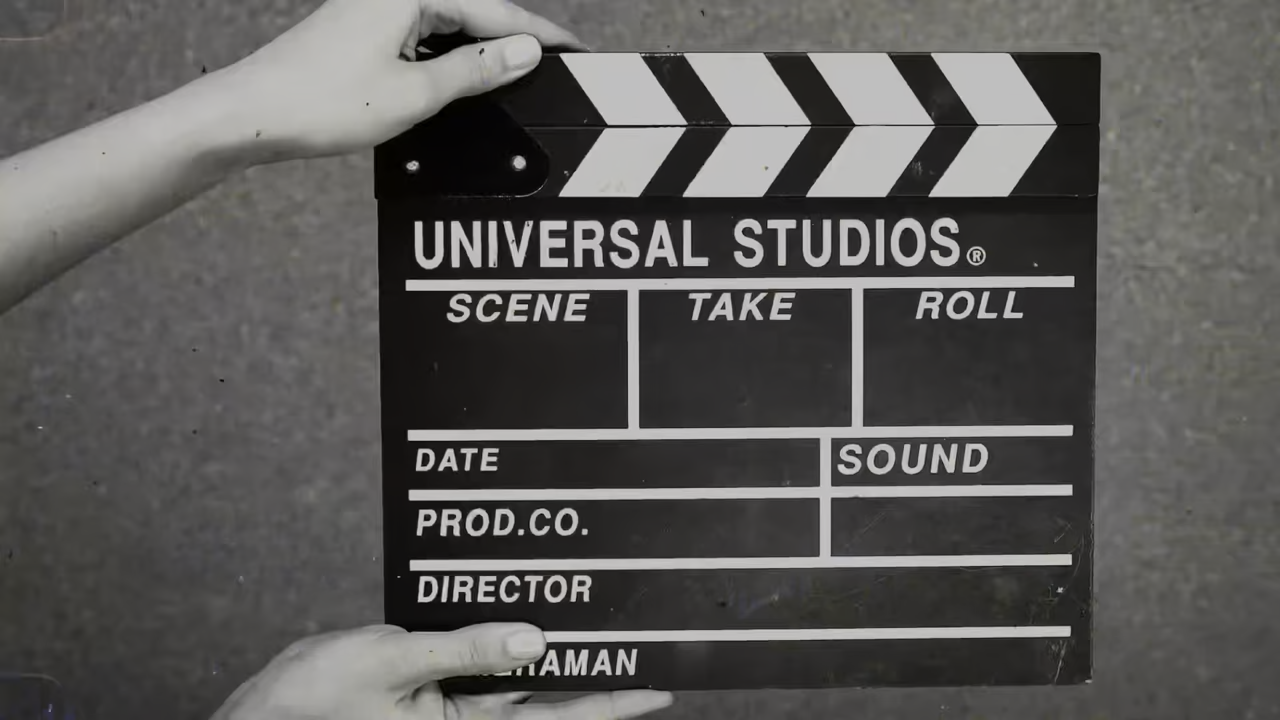 UNIVERSAL STUDIOS®
SCENE TAKE ROLL
DATE SOUND
PROD.CO.
DIRECTOR